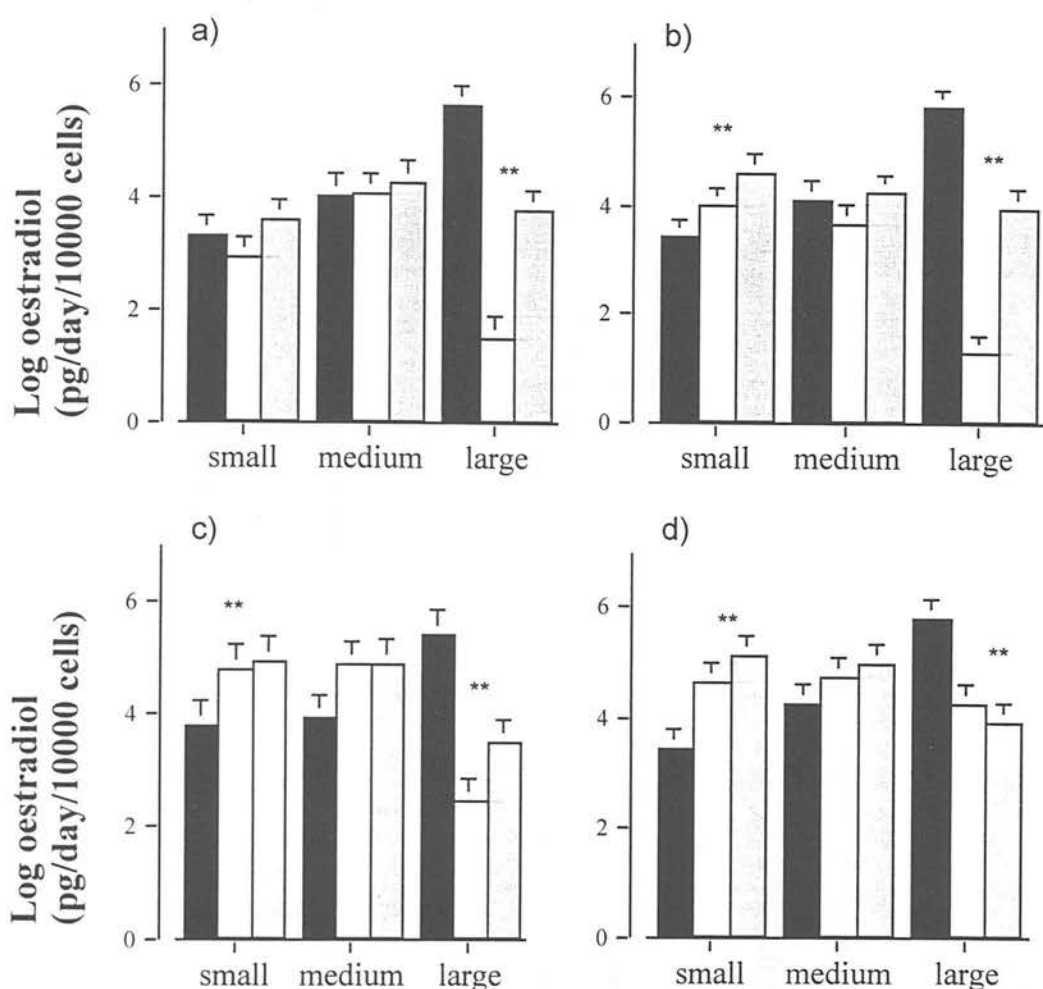 a)
b)
Log oestradiol
(pg/day/10000 cells)
6
4
2
0
**
small medium large
6
4
2
0
**
**
small medium large
c)
d)
Log oestradiol
(pg/day/10000 cells)
6
4
2
0
**
**
small medium large
6
4
2
0
**
**
small medium large